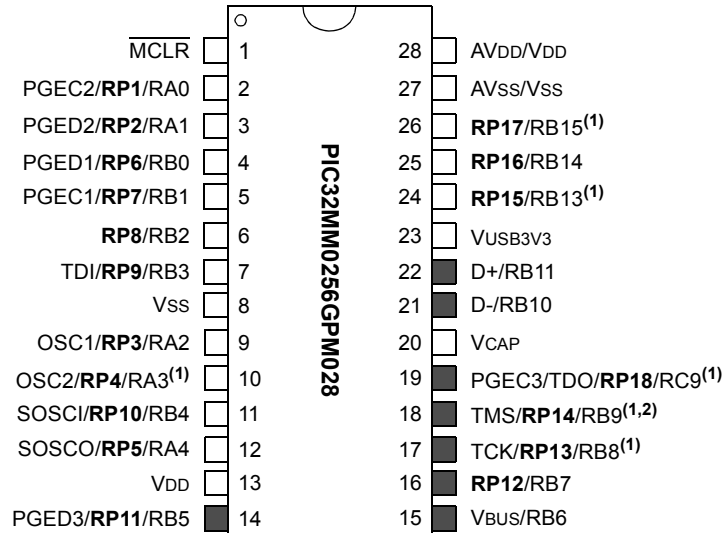 MCLR 1 28 AVDD/VDD
PGEC2/RP1/RA0 2 27 AVSS/VSS
PGED2/RP2/RA1 3 26 RP17/RB15(1)
PGED1/RP6/RB0 4 25 RP16/RB14
PGEC1/RP7/RB1 5 24 RP15/RB13(1)
RP8/RB2 6 23 VUSB3V3
TDI/RP9/RB3 7 22 D+/RB11
VSS 8 21 D-/RB10
OSC1/RP3/RA2 9 20 VCAP
OSC2/RP4/RA3(1) 10 19 PGEC3/TDO/RP18/RC9(1)
SOSCI/RP10/RB4 11 18 TMS/RP14/RB9(1,2)
SOSCO/RP5/RA4 12 17 TCK/RP13/RB8(1)
VDD 13 16 RP12/RB7
PGED3/RP11/RB5 14 15 VBUS/RB6
PIC32MM0256GPM028